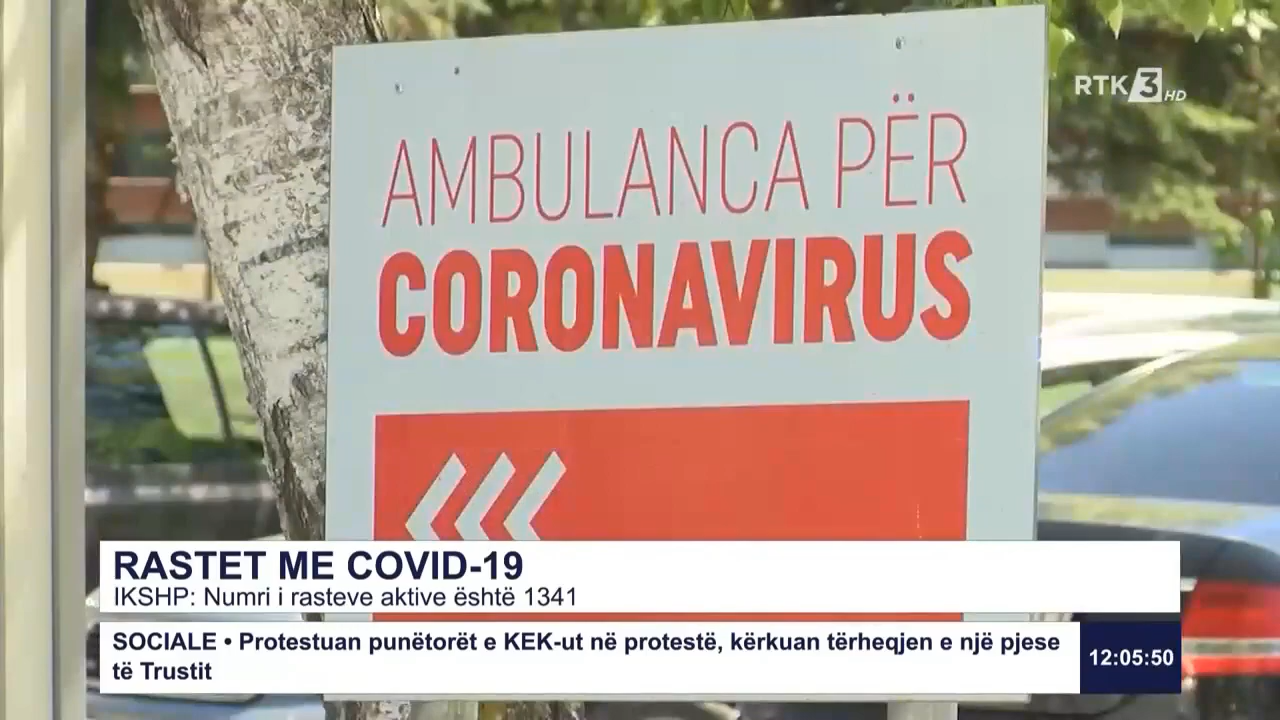 RTK 3 HD
AMBULANCA PËR
CORONAVIRUS
RASTET ME COVID-19
IKSHP: Numri i rasteve aktive është 1341
SOCIALE • Protestuan punëtorët e KEK-ut në protestë, kërkuan tërheqjen e një pjese
të Trustit
12:05:50